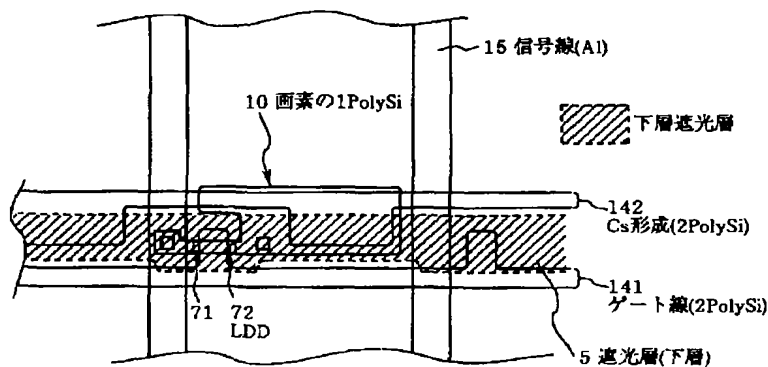 15 信号線(Al)
10 画素の1PolySi
下層遮光層
142
Cs形成(2PolySi)
141
ゲート線(2PolySi)
71
72
LDD
5 遮光層(下層)